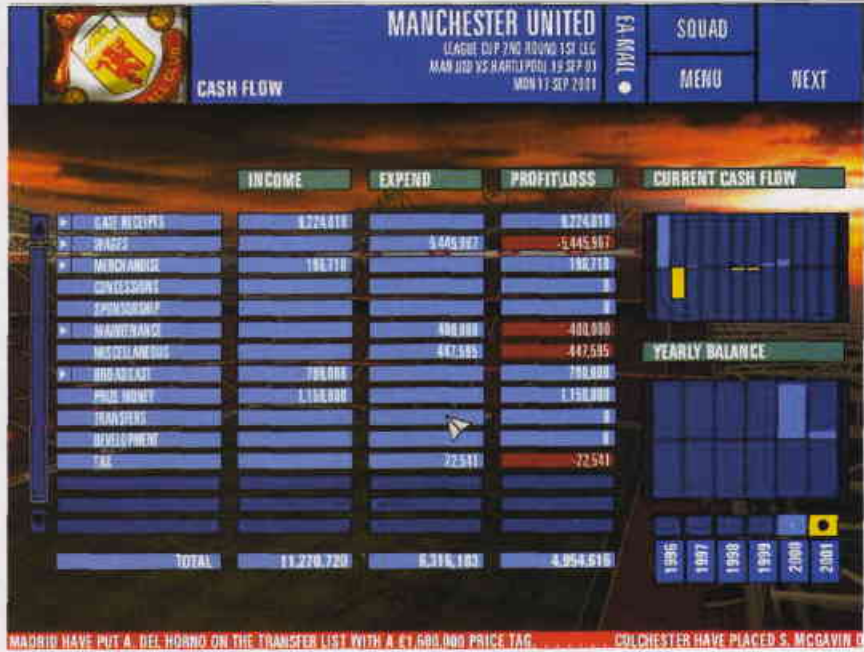 MANCHESTER UNITED
LEAGUE CUP 2ND ROUND 1ST LEG
MAN UTD VS HARTLEPOOL 19 SEP 01
MON 17 SEP 2001
CASH FLOW
EA MAIL
SQUAD
MENU
NEXT
INCOME EXPEND PROFIT\LOSS CURRENT CASH FLOW
GATE RECEIPTS 9,224,010 9,224,010
WAGES 5,445,967 -5,445,967
MERCHANDISE 196,710 196,710
CONCESSIONS 0
SPONSORSHIP 0
MAINTENANCE 400,000 -400,000
MISCELLANEOUS 447,595 -447,595
BROADCAST 700,000 700,000
PRIZE MONEY 1,150,000 1,150,000
TRANSFERS 0
DEVELOPMENT 0
TAX 22,541 -22,541
TOTAL 11,270,720 6,316,103 4,954,616
YEARLY BALANCE
1996 1997 1998 1999 2000 2001
MADRID HAVE PUT A. DEL HORNO ON THE TRANSFER LIST WITH A £1,600,000 PRICE TAG COLCHESTER HAVE PLACED S. MCGAVIN